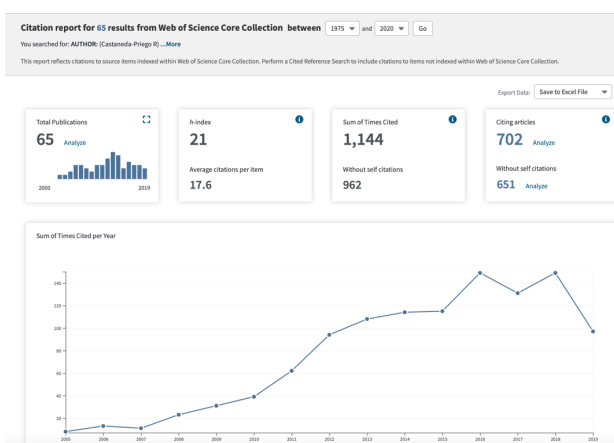 Citation report for 65 results from Web of Science Core Collection between 1975 and 2020 Go
You searched for: AUTHOR: (Castaneda-Priego R) ...More
This report reflects citations to source items indexed within Web of Science Core Collection. Perform a Cited Reference Search to include citations to items not indexed within Web of Science Core Collection.
Export Data: Save to Excel File
Total Publications
65 Analyze
2000 2019
h-index
21
Average citations per item
17.6
Sum of Times Cited
1,144
Without self citations
962
Citing articles
702 Analyze
Without self citations
651 Analyze
Sum of Times Cited per Year
140
120
100
80
60
40
20
2005 2006 2007 2008 2009 2010 2011 2012 2013 2014 2015 2016 2017 2018 2019